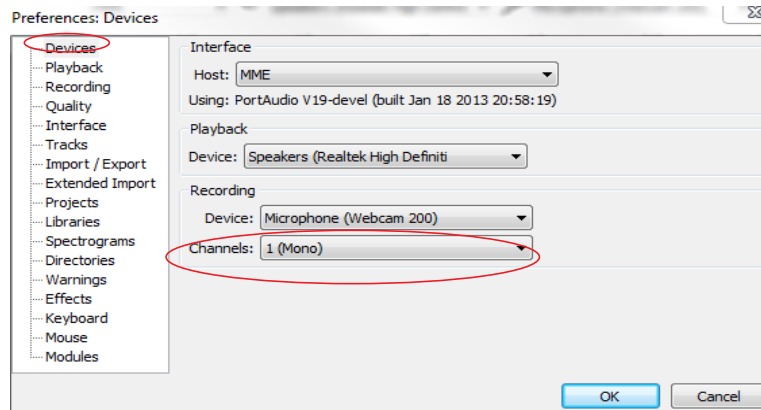 Preferences: Devices
Devices
Playback
Recording
Quality
Interface
Tracks
Import / Export
Extended Import
Projects
Libraries
Spectrograms
Directories
Warnings
Effects
Keyboard
Mouse
Modules
Interface
Host: MME
Using: PortAudio V19-devel (built Jan 18 2013 20:58:19)
Playback
Device: Speakers (Realtek High Definiti
Recording
Device: Microphone (Webcam 200)
Channels: 1 (Mono)
OK Cancel